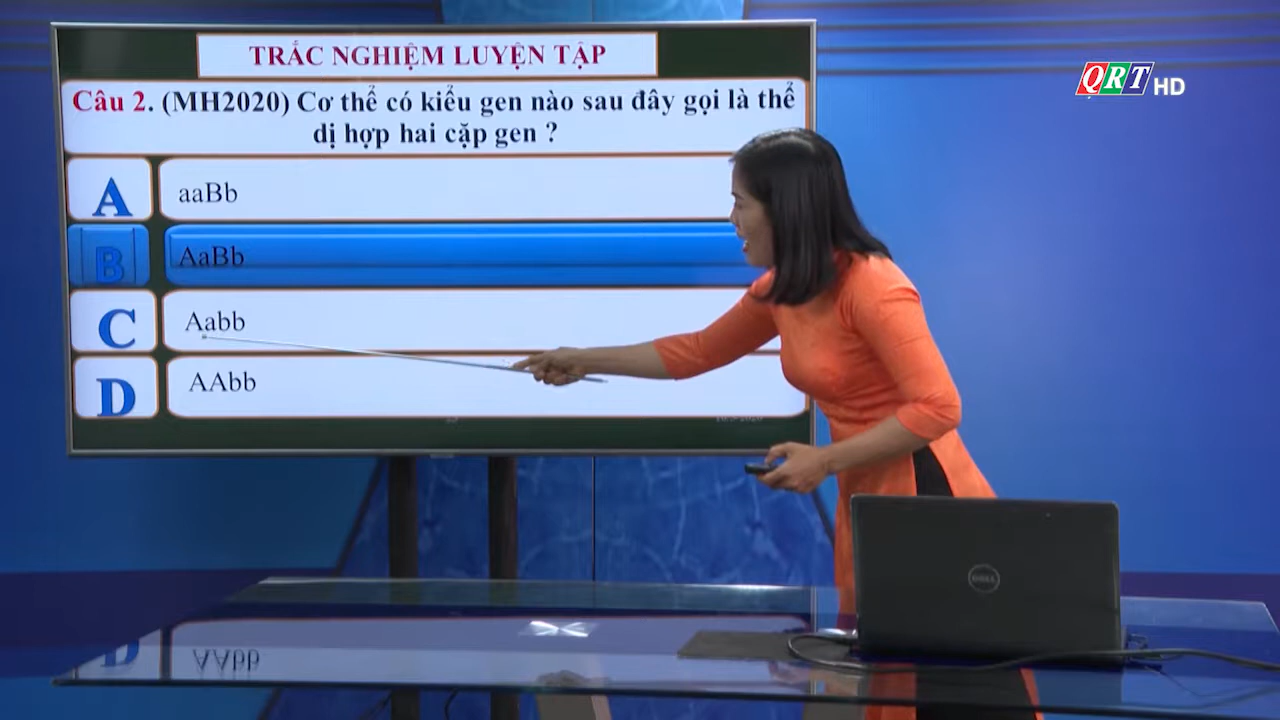 QRT HD
TRẮC NGHIỆM LUYỆN TẬP
Câu 2. (MH2020) Cơ thể có kiểu gen nào sau đây gọi là thể
dị hợp hai cặp gen ?
A aaBb
B AaBb
C Aabb
D AAbb
DELL